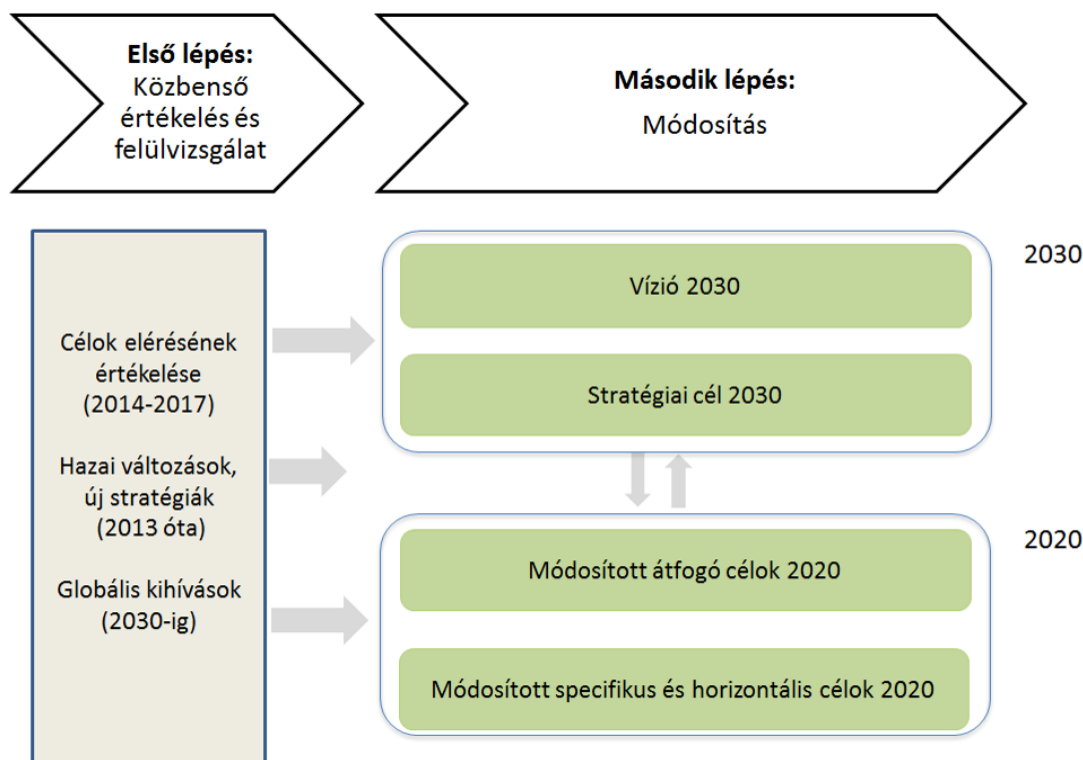 Első lépés:
Közbenső
értékelés és
felülvizsgálat
Második lépés:
Módosítás
Célok elérésének
értékelése
(2014-2017)
Hazai változások,
új stratégiák
(2013 óta)
Globális kihívások
(2030-ig)
2030
Vízió 2030
Stratégiai cél 2030
2020
Módosított átfogó célok 2020
Módosított specifikus és horizontális célok 2020